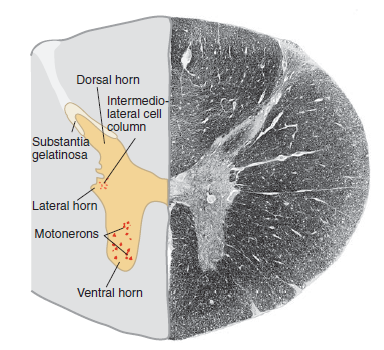 Dorsal horn
Intermedio-
lateral cell
column
Substantia
gelatinosa
Lateral horn
Motonerons
Ventral horn